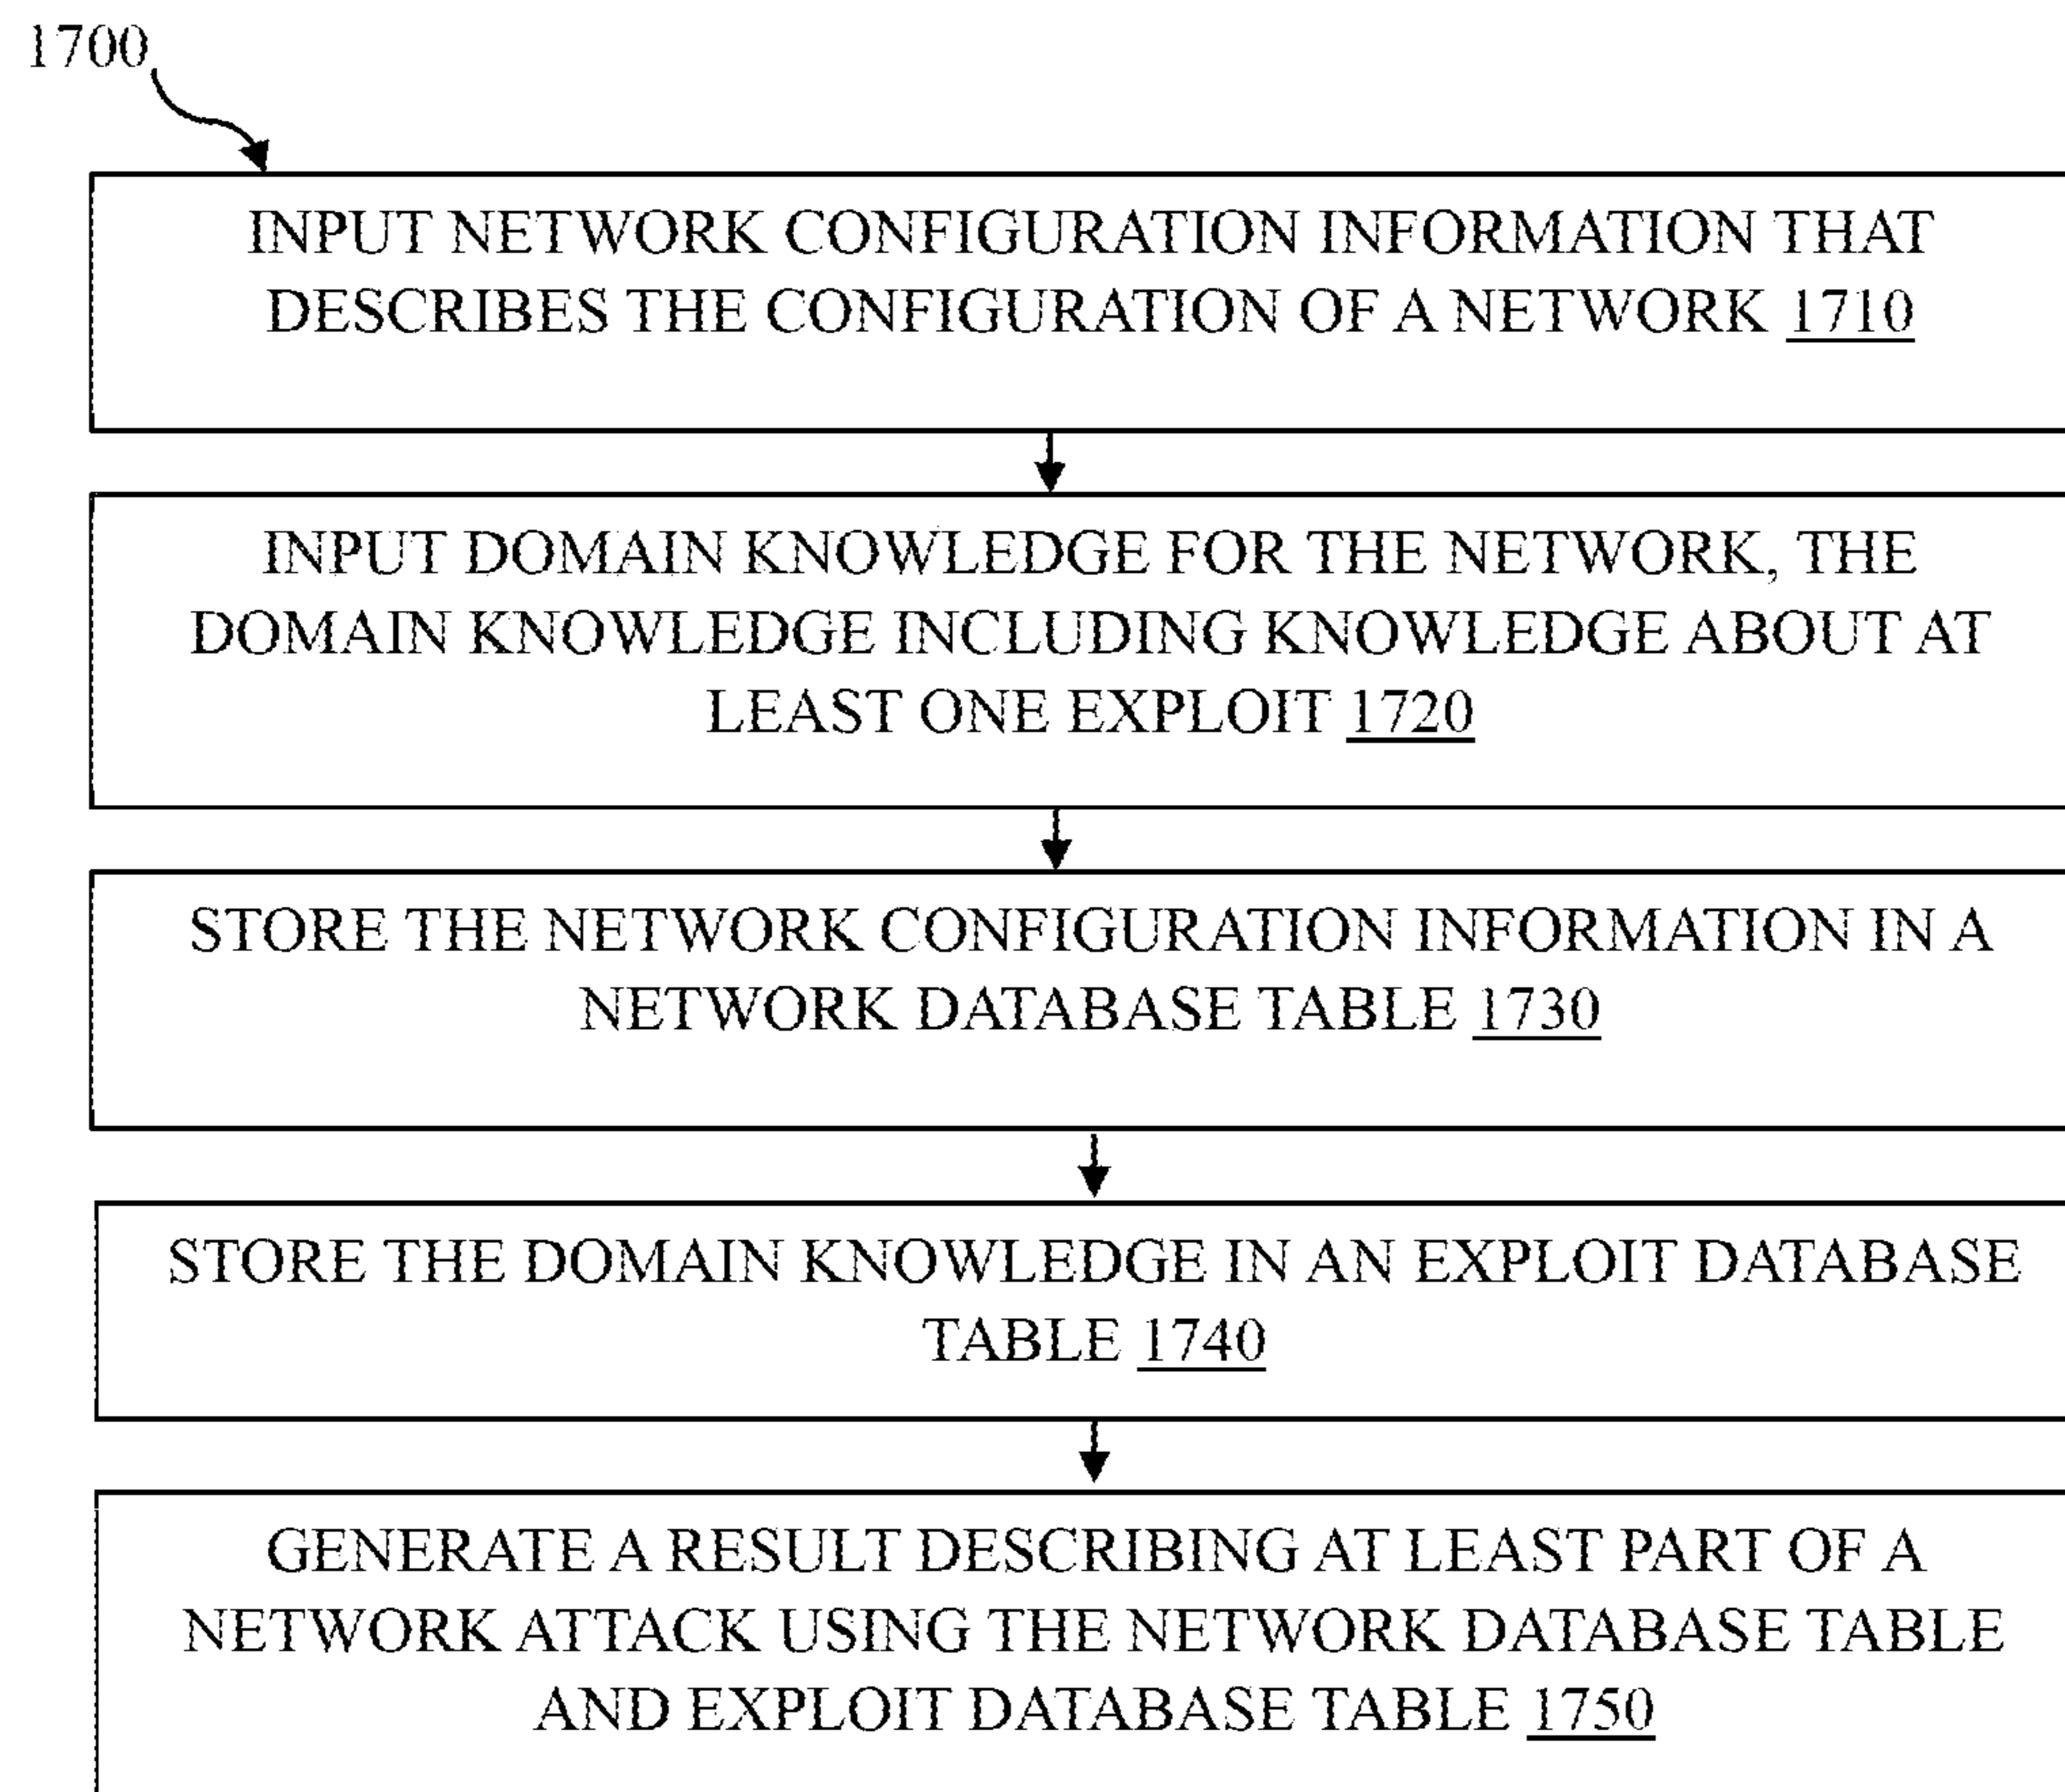 1700
INPUT NETWORK CONFIGURATION INFORMATION THAT
DESCRIBES THE CONFIGURATION OF A NETWORK 1710
INPUT DOMAIN KNOWLEDGE FOR THE NETWORK, THE
DOMAIN KNOWLEDGE INCLUDING KNOWLEDGE ABOUT AT
LEAST ONE EXPLOIT 1720
STORE THE NETWORK CONFIGURATION INFORMATION IN A
NETWORK DATABASE TABLE 1730
STORE THE DOMAIN KNOWLEDGE IN AN EXPLOIT DATABASE
TABLE 1740
GENERATE A RESULT DESCRIBING AT LEAST PART OF A
NETWORK ATTACK USING THE NETWORK DATABASE TABLE
AND EXPLOIT DATABASE TABLE 1750